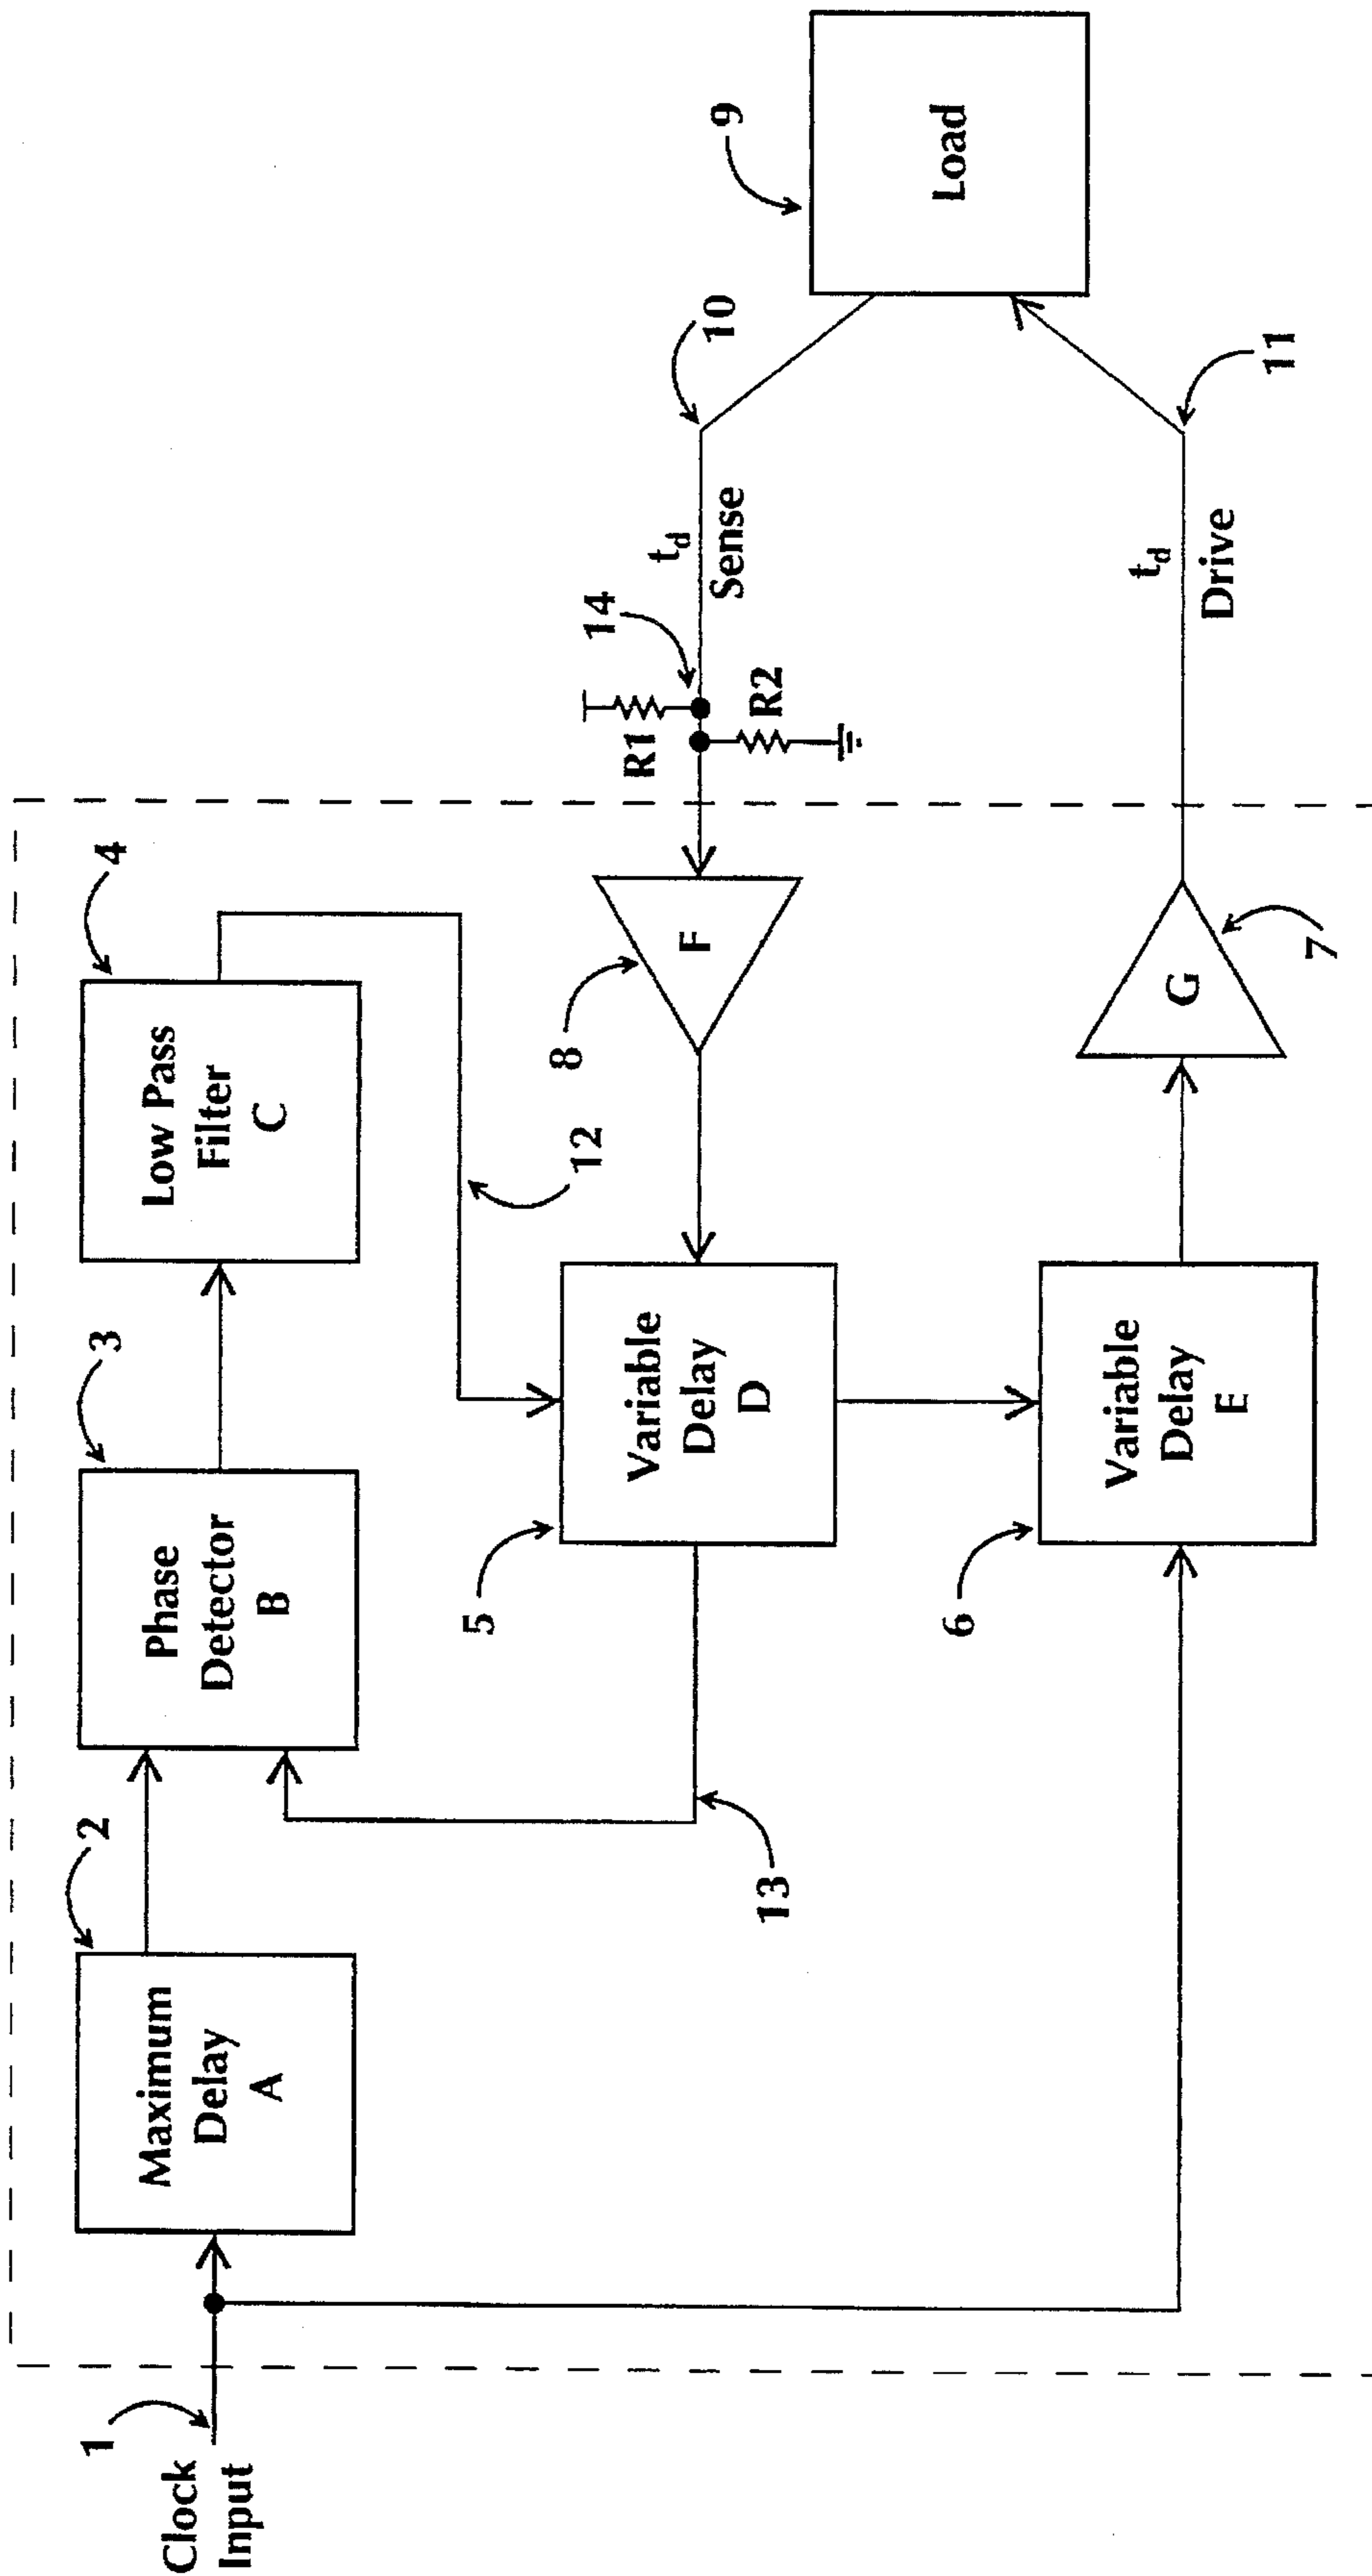 1
Clock
Input
2
Maximum
Delay
A
3
Phase
Detector
B
4
Low Pass
Filter
C
12
13
5
Variable
Delay
D
8
F
R1
R2
14
t_d
Sense
10
9
Load
6
Variable
Delay
E
G
7
t_d
Drive
11